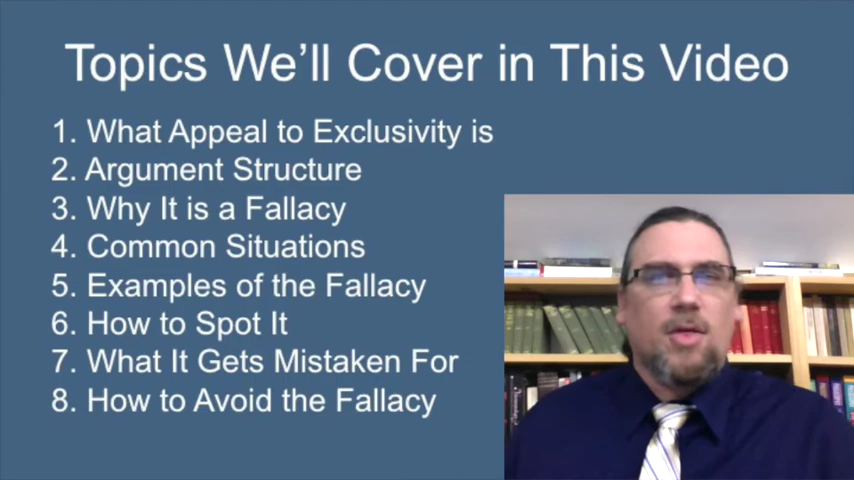 Topics We'll Cover in This Video
1. What Appeal to Exclusivity is
2. Argument Structure
3. Why It is a Fallacy
4. Common Situations
5. Examples of the Fallacy
6. How to Spot It
7. What It Gets Mistaken For
8. How to Avoid the Fallacy